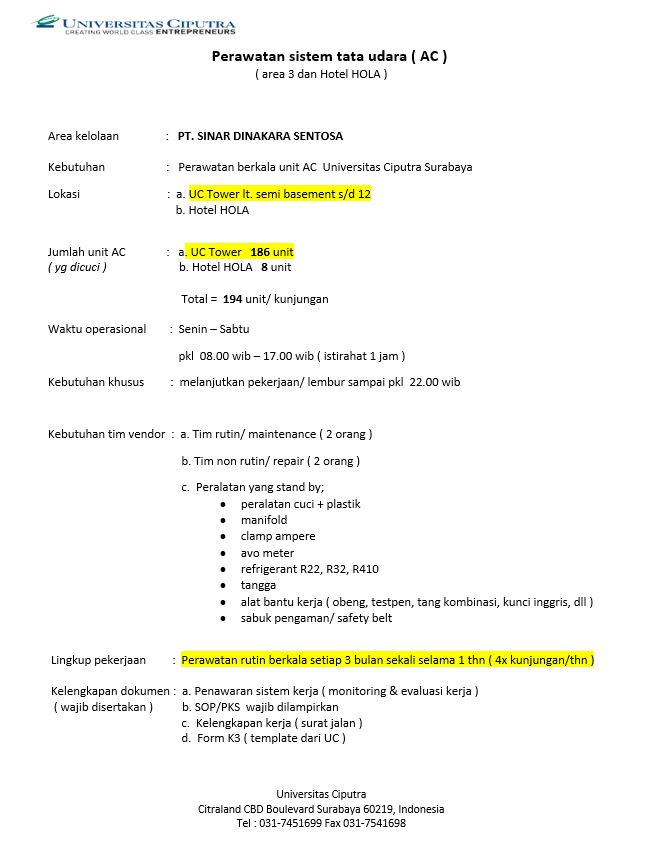 UNIVERSITAS CIPUTRA
CREATING WORLD CLASS ENTREPRENEURS
Perawatan sistem tata udara ( AC )
( area 3 dan Hotel HOLA )
Area kelolaan : PT. SINAR DINAKARA SENTOSA
Kebutuhan : Perawatan berkala unit AC Universitas Ciputra Surabaya
Lokasi : a. UC Tower lt. semi basement s/d 12
b. Hotel HOLA
Jumlah unit AC : a. UC Tower 186 unit
( yg dicuci ) b. Hotel HOLA 8 unit
Total = 194 unit/ kunjungan
Waktu operasional : Senin – Sabtu
pkl 08.00 wib – 17.00 wib ( istirahat 1 jam )
Kebutuhan khusus : melanjutkan pekerjaan/ lembur sampai pkl 22.00 wib
Kebutuhan tim vendor : a. Tim rutin/ maintenance ( 2 orang )
b. Tim non rutin/ repair ( 2 orang )
c. Peralatan yang stand by;
• peralatan cuci + plastik
• manifold
• clamp ampere
• avo meter
• refrigerant R22, R32, R410
• tangga
• alat bantu kerja ( obeng, testpen, tang kombinasi, kunci inggris, dll )
• sabuk pengaman/ safety belt
Lingkup pekerjaan : Perawatan rutin berkala setiap 3 bulan sekali selama 1 thn ( 4x kunjungan/thn )
Kelengkapan dokumen : a. Penawaran sistem kerja ( monitoring & evaluasi kerja )
( wajib disertakan ) b. SOP/PKS wajib dilampirkan
c. Kelengkapan kerja ( surat jalan )
d. Form K3 ( template dari UC )
Universitas Ciputra
Citraland CBD Boulevard Surabaya 60219, Indonesia
Tel : 031-7451699 Fax 031-7541698